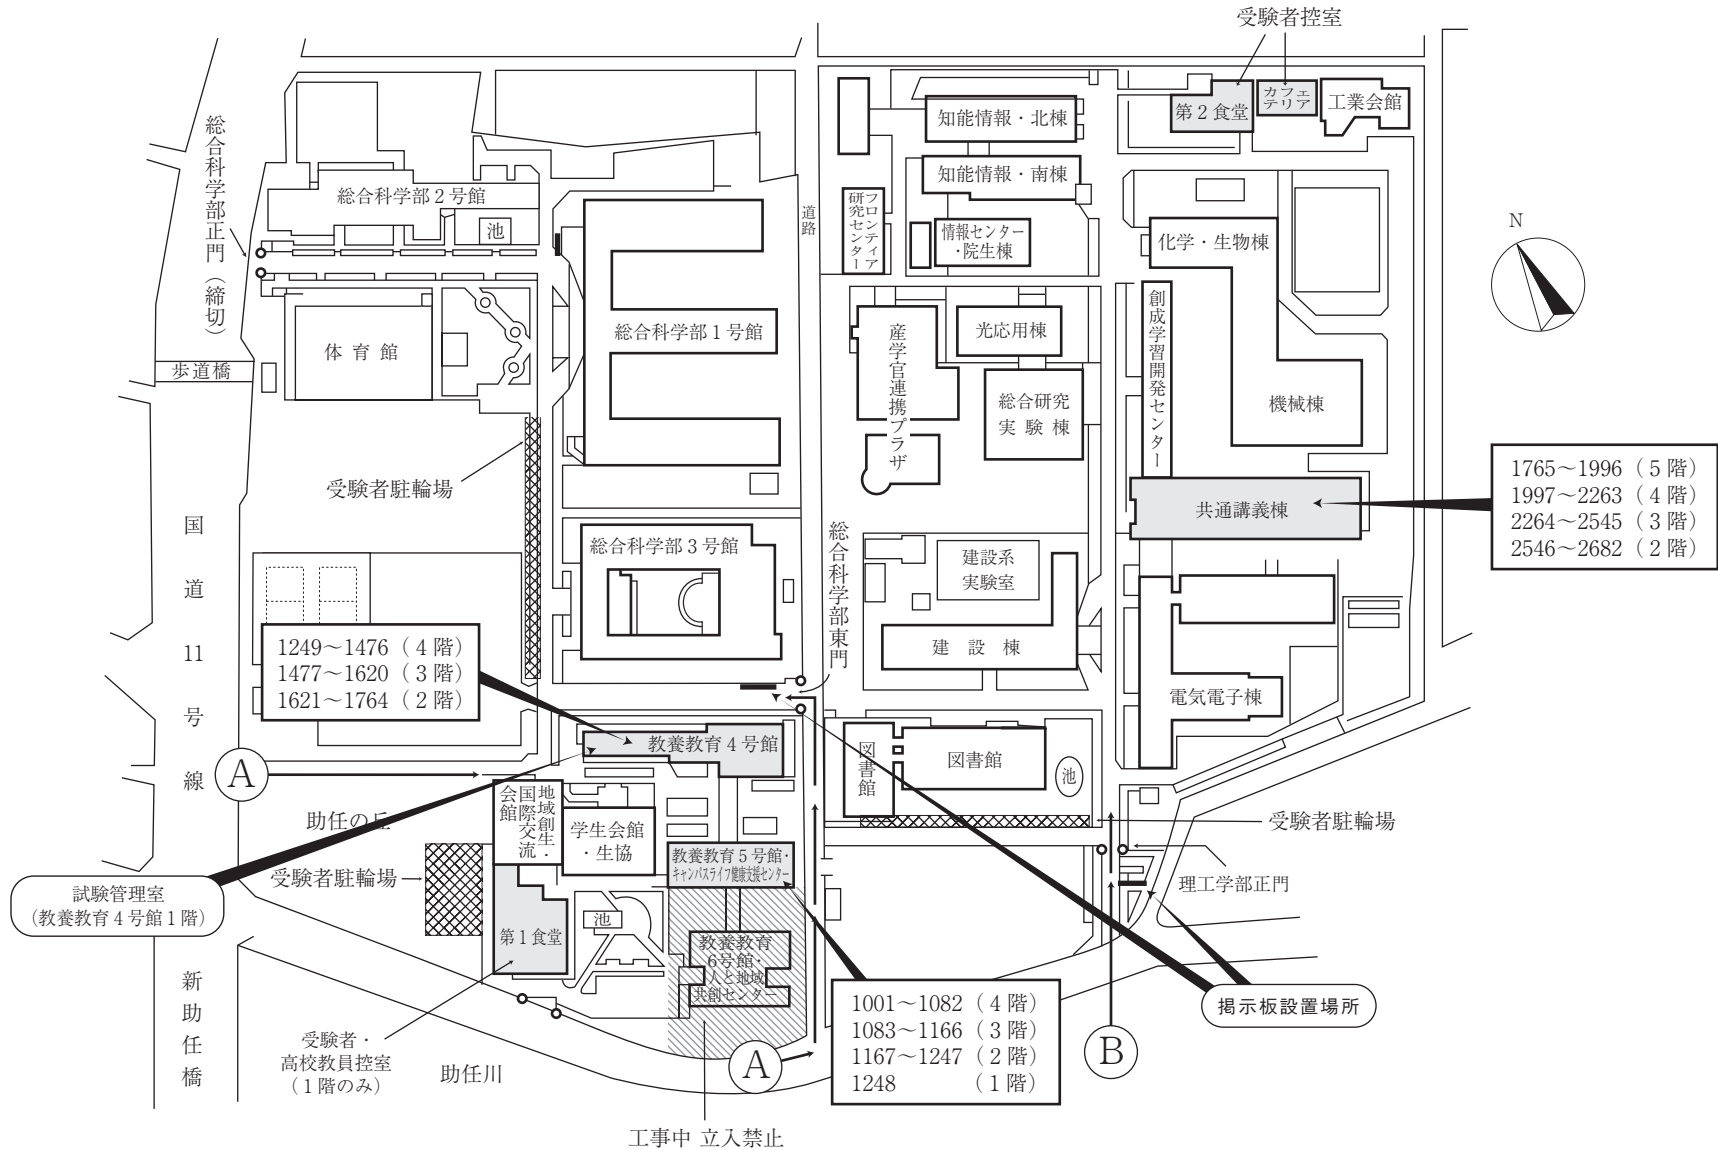 受験者控室
総合科学部正門（締切）
総合科学部２号館
池
体育館
歩道橋
受験者駐輪場
総合科学部１号館
総合科学部３号館
道路
知能情報・北棟
知能情報・南棟
フロンティア
研究センター
情報センター
・院生棟
第２食堂
カフェ
テリア
工業会館
化学・生物棟
N
産学官連携プラザ
光応用棟
総合研究
実験棟
創成学習開発センター
機械棟
共通講義棟
1765～1996（５階）
1997～2263（４階）
2264～2545（３階）
2546～2682（２階）
国道11号線
1249～1476（４階）
1477～1620（３階）
1621～1764（２階）
総合科学部東門
建設系
実験室
建設棟
電気電子棟
教養教育４号館
図書館
図書館
池
A
助任の丘
地域創生・
国際交流
会館
学生会館
・生協
受験者駐輪場
理工学部正門
試験管理室
（教養教育４号館１階）
受験者駐輪場
教養教育５号館・
キャンパスライフ健康支援センター
池
第１食堂
教養教育
6号館・
人と地域
共創センター
新助任橋
受験者・
高校教員控室
（１階のみ）
助任川
A
1001～1082（４階）
1083～1166（３階）
1167～1247（２階）
1248（１階）
B
掲示板設置場所
工事中 立入禁止